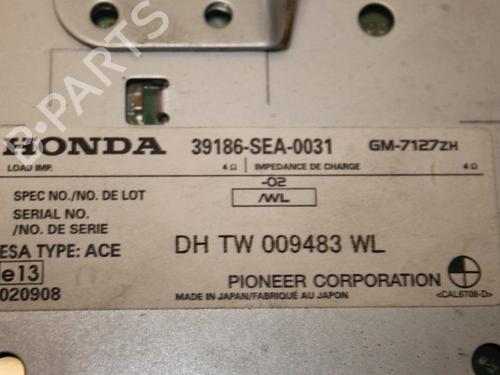 HONDA 39186-SEA-0031 GM-7127ZH
LOAD IMP. 4Ω IMPEDANCE DE CHARGE 4Ω
-02
SPEC NO./NO. DE LOT /WL
SERIAL NO.
/NO. DE SERIE DH TW 009483 WL
ESA TYPE: ACE
e13 PIONEER CORPORATION
020908 MADE IN JAPAN/FABRIQUÉ AU JAPON <CAL6706-D>
B-PARTS